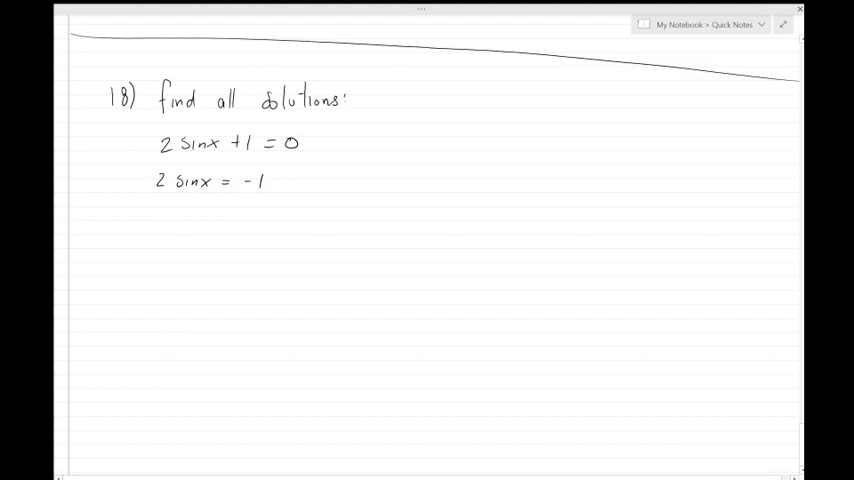 My Notebook > Quick Notes
18) find all solutions:
2 sinx + 1 = 0
2 sinx = -1